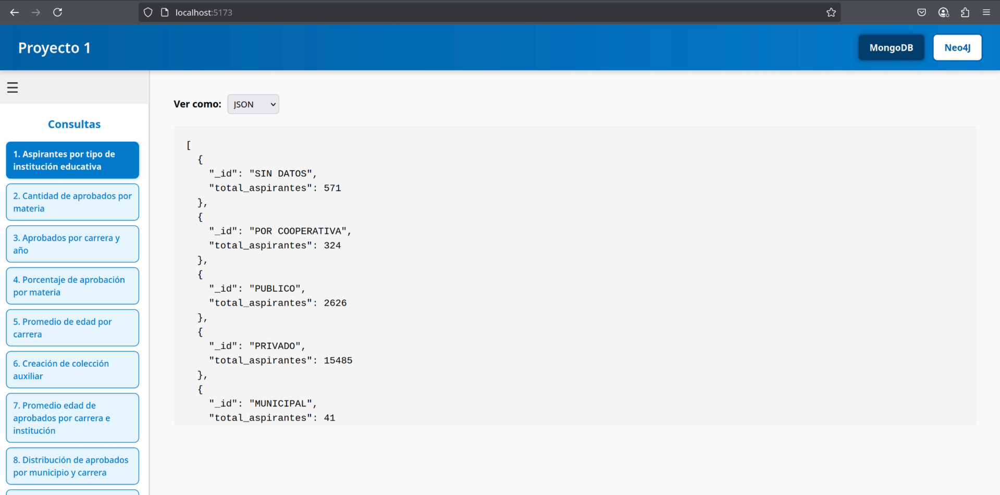 localhost:5173
Proyecto 1
MongoDB
Neo4J
☰
Consultas
1. Aspirantes por tipo de
institución educativa
2. Cantidad de aprobados por
materia
3. Aprobados por carrera y
año
4. Porcentaje de aprobación
por materia
5. Promedio de edad por
carrera
6. Creación de colección
auxiliar
7. Promedio edad de
aprobados por carrera e
institución
8. Distribución de aprobados
por municipio y carrera
Ver como: JSON
[
  {
    "_id": "SIN DATOS",
    "total_aspirantes": 571
  },
  {
    "_id": "POR COOPERATIVA",
    "total_aspirantes": 324
  },
  {
    "_id": "PUBLICO",
    "total_aspirantes": 2626
  },
  {
    "_id": "PRIVADO",
    "total_aspirantes": 15485
  },
  {
    "_id": "MUNICIPAL",
    "total_aspirantes": 41